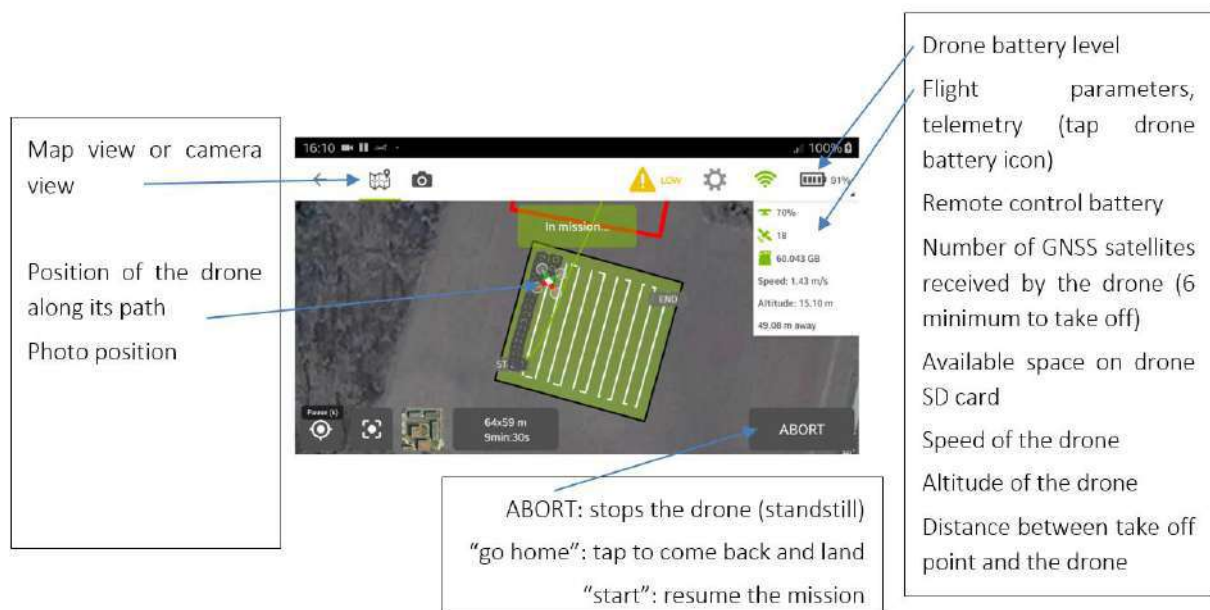 Map view or camera
view
Position of the drone
along its path
Photo position
16:10
100%
LOW
91%
In mission...
70%
18
60.043 GB
Speed: 1.43 m/s
Altitude: 15.10 m
49.08 m away
END
ST
64x59 m
9min:30s
ABORT
ABORT: stops the drone (standstill)
“go home”: tap to come back and land
“start”: resume the mission
Drone battery level
Flight parameters,
telemetry (tap drone
battery icon)
Remote control battery
Number of GNSS satellites
received by the drone (6
minimum to take off)
Available space on drone
SD card
Speed of the drone
Altitude of the drone
Distance between take off
point and the drone